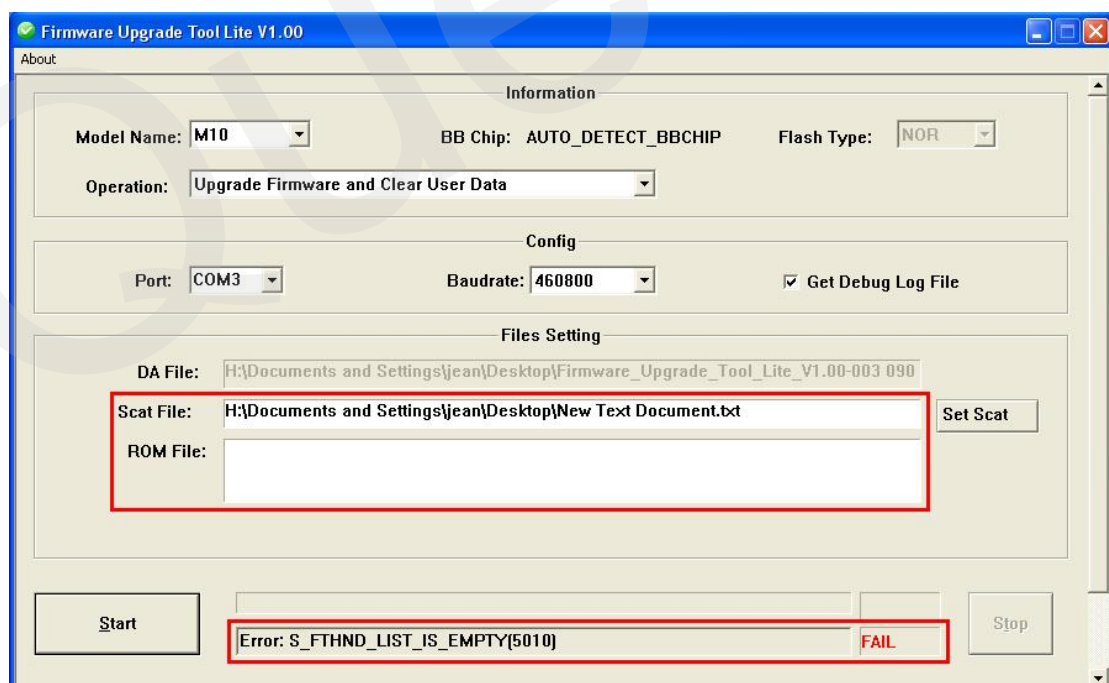 Firmware Upgrade Tool Lite V1.00
About
Information
Model Name: M10 BB Chip: AUTO_DETECT_BBCHIP Flash Type: NOR
Operation: Upgrade Firmware and Clear User Data
Config
Port: COM3 Baudrate: 460800 Get Debug Log File
Files Setting
DA File: H:\Documents and Settings\jean\Desktop\Firmware_Upgrade_Tool_Lite_V1.00-003 090
Scat File: H:\Documents and Settings\jean\Desktop\New Text Document.txt Set Scat
ROM File:
Start Stop
Error: S_FTHND_LIST_IS_EMPTY(5010) FAIL